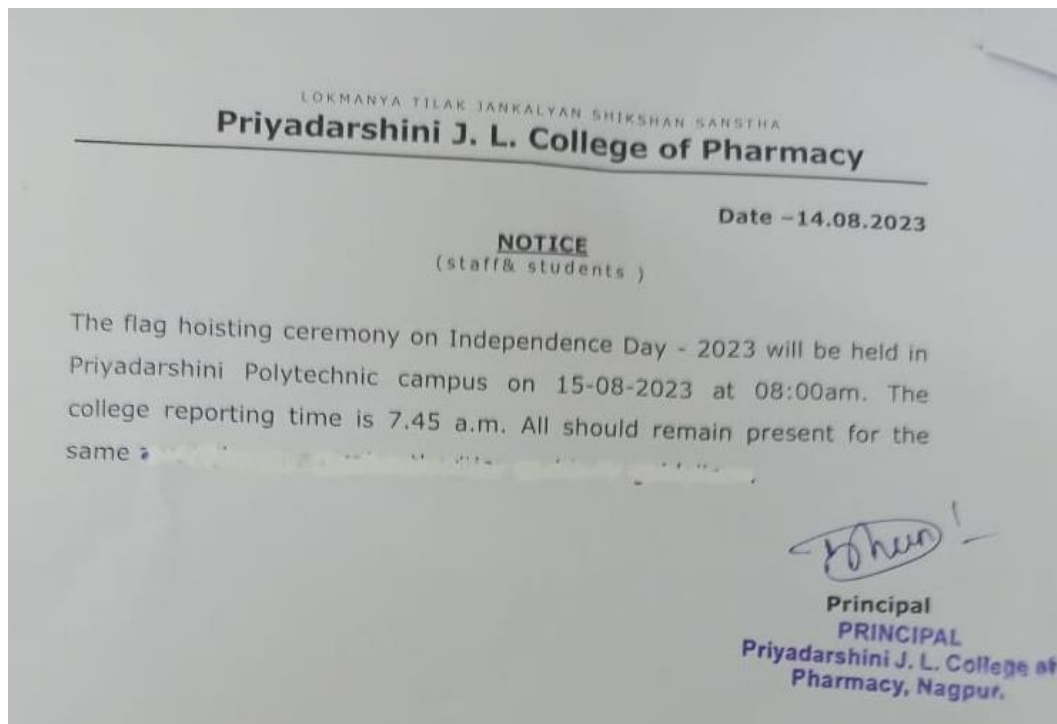 LOKMANYA TILAK JANKALYAN SHIKSHAN SANSTHA
Priyadarshini J. L. College of Pharmacy
Date –14.08.2023
NOTICE
(staff& students )
The flag hoisting ceremony on Independence Day - 2023 will be held in
Priyadarshini Polytechnic campus on 15-08-2023 at 08:00am. The
college reporting time is 7.45 a.m. All should remain present for the
same
Principal
PRINCIPAL
Priyadarshini J. L. College of
Pharmacy, Nagpur.